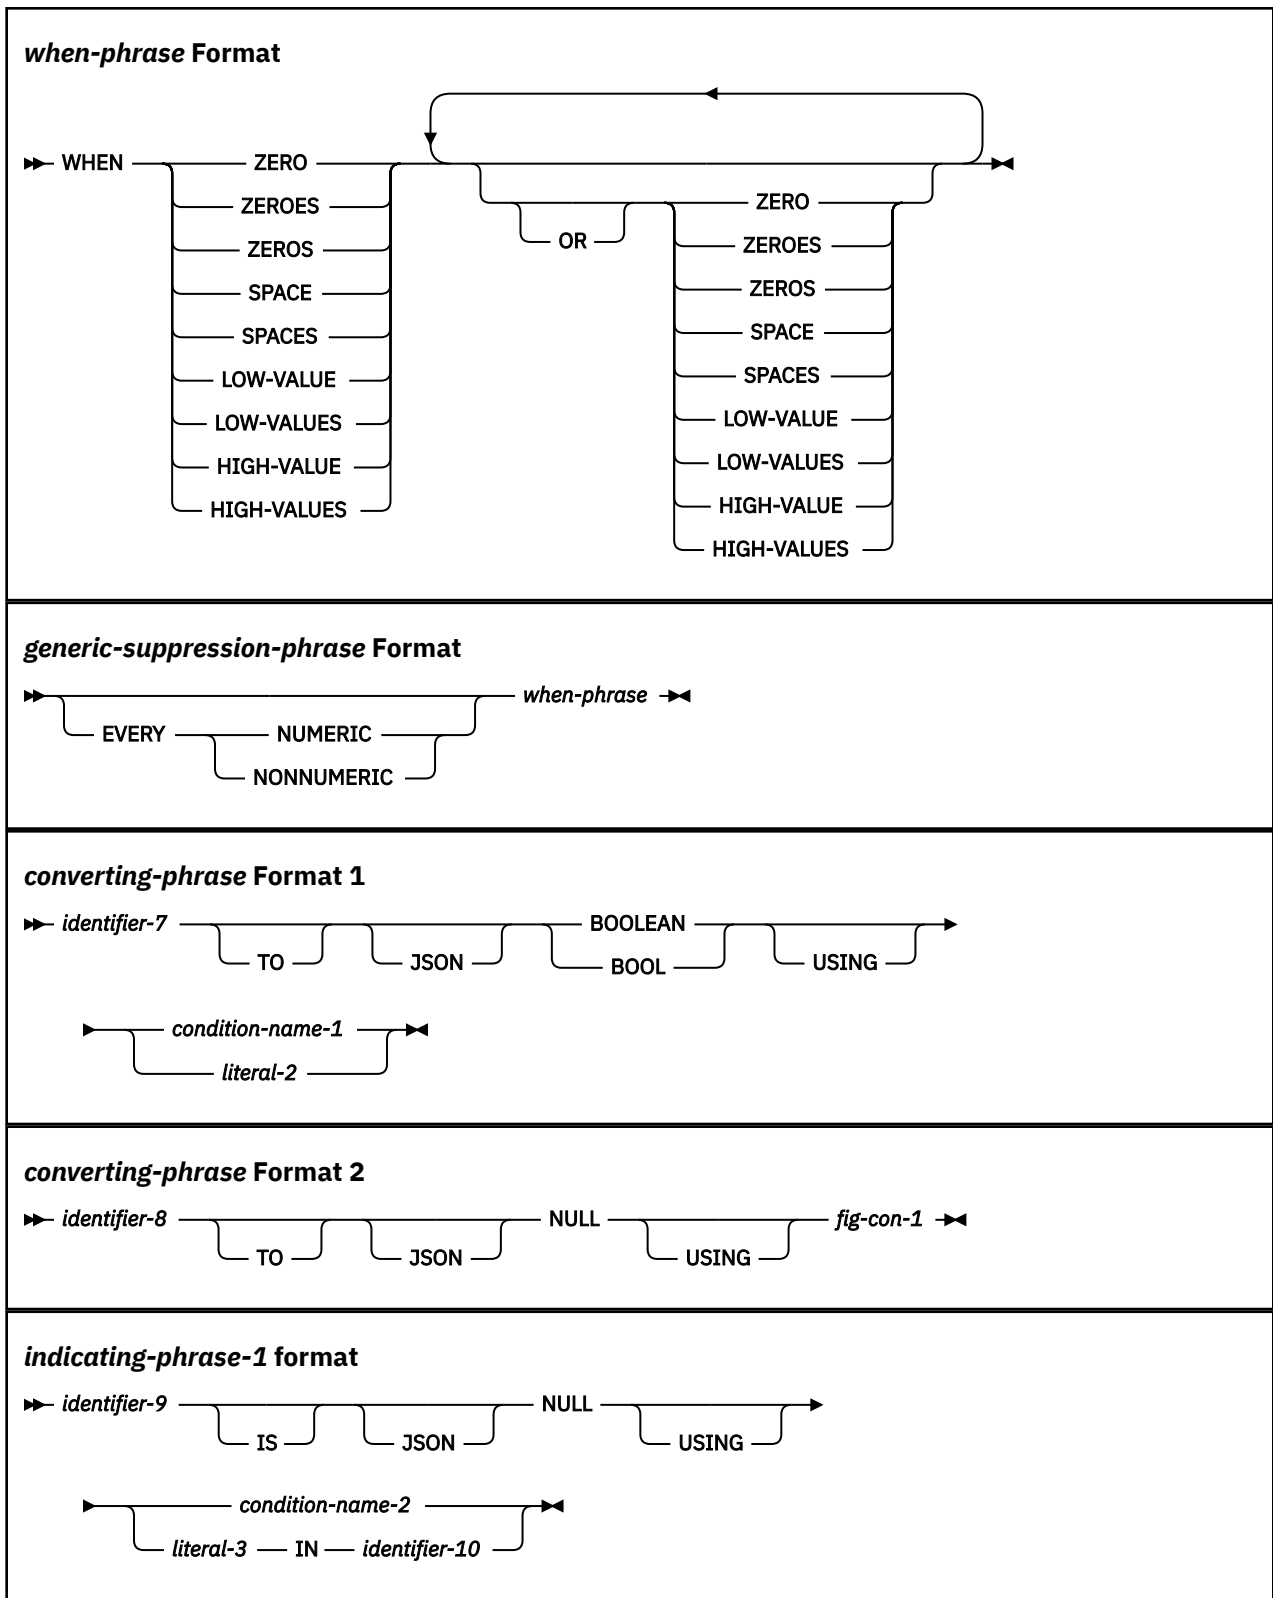 when-phrase Format
WHEN ZERO
ZEROES
ZEROS
SPACE
SPACES
LOW-VALUE
LOW-VALUES
HIGH-VALUE
HIGH-VALUES
OR ZERO
ZEROES
ZEROS
SPACE
SPACES
LOW-VALUE
LOW-VALUES
HIGH-VALUE
HIGH-VALUES
generic-suppression-phrase Format
when-phrase
EVERY NUMERIC
NONNUMERIC
converting-phrase Format 1
identifier-7 BOOLEAN
TO JSON BOOL USING
condition-name-1
literal-2
converting-phrase Format 2
identifier-8 NULL fig-con-1
TO JSON USING
indicating-phrase-1 format
identifier-9 NULL
IS JSON USING
condition-name-2
literal-3 IN identifier-10